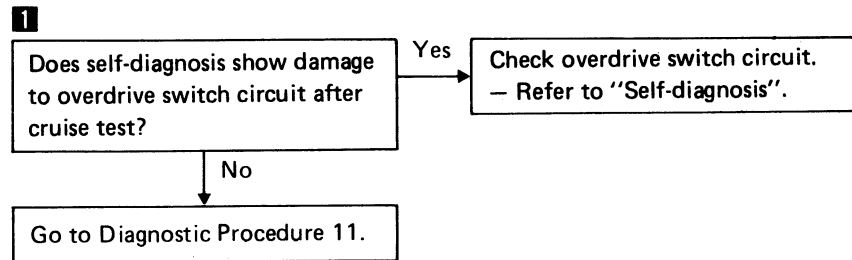 1
Does self-diagnosis show damage
to overdrive switch circuit after
cruise test?
Yes
Check overdrive switch circuit.
— Refer to ‘‘Self-diagnosis’’.
No
Go to Diagnostic Procedure 11.